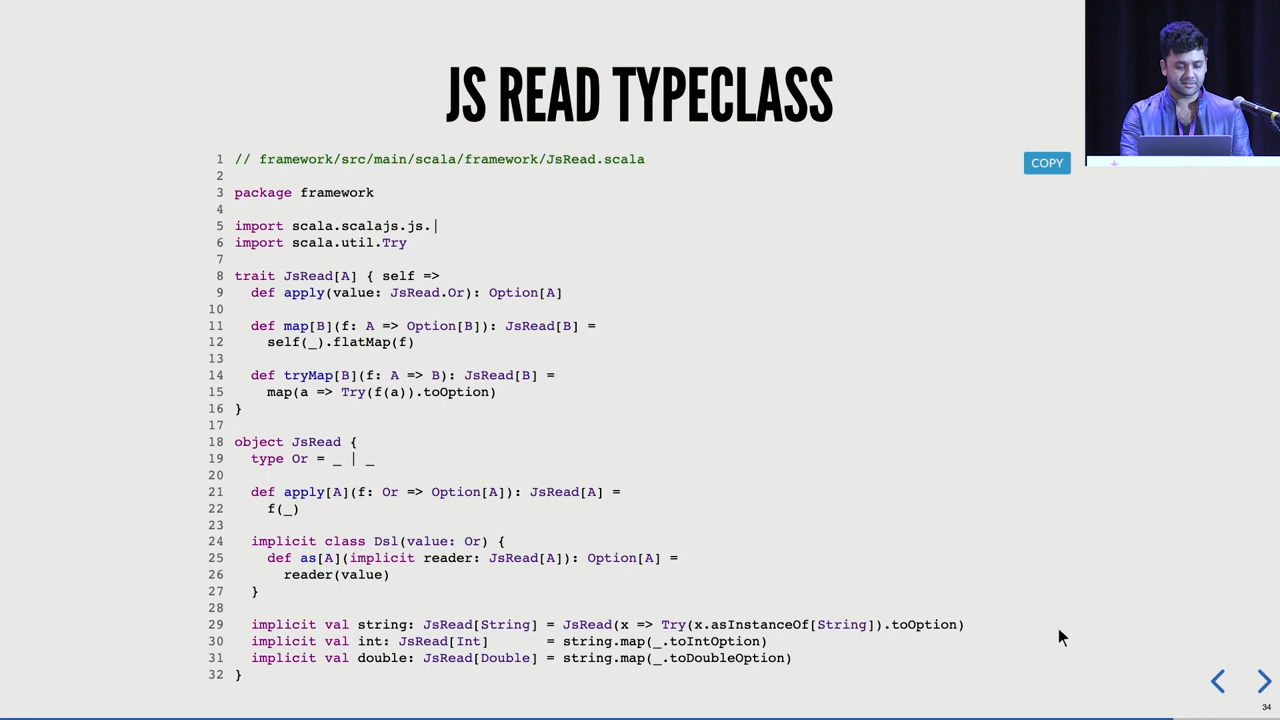 JS READ TYPECLASS
COPY
1 // framework/src/main/scala/framework/JsRead.scala
2
3 package framework
4
5 import scala.scalajs.js.|
6 import scala.util.Try
7
8 trait JsRead[A] { self =>
9   def apply(value: JsRead.Or): Option[A]
10
11   def map[B](f: A => Option[B]): JsRead[B] =
12     self(_).flatMap(f)
13
14   def tryMap[B](f: A => B): JsRead[B] =
15     map(a => Try(f(a)).toOption)
16 }
17
18 object JsRead {
19   type Or = _ | _
20
21   def apply[A](f: Or => Option[A]): JsRead[A] =
22     f(_)
23
24   implicit class Dsl(value: Or) {
25     def as[A](implicit reader: JsRead[A]): Option[A] =
26       reader(value)
27   }
28
29   implicit val string: JsRead[String] = JsRead(x => Try(x.asInstanceOf[String]).toOption)
30   implicit val int: JsRead[Int]       = string.map(_.toIntOption)
31   implicit val double: JsRead[Double] = string.map(_.toDoubleOption)
32 }
34